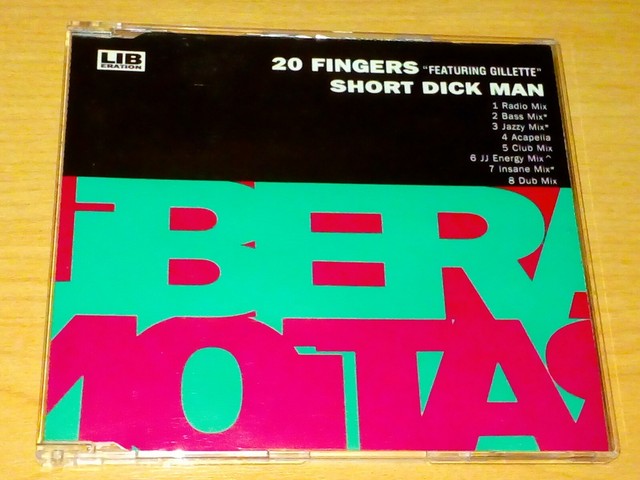 LIB
ERATION
20 FINGERS "FEATURING GILLETTE"
SHORT DICK MAN
1 Radio Mix
2 Bass Mix*
3 Jazzy Mix*
4 Acapella
5 Club Mix
6 JJ Energy Mix ^
7 Insane Mix*
8 Dub Mix
IBERA